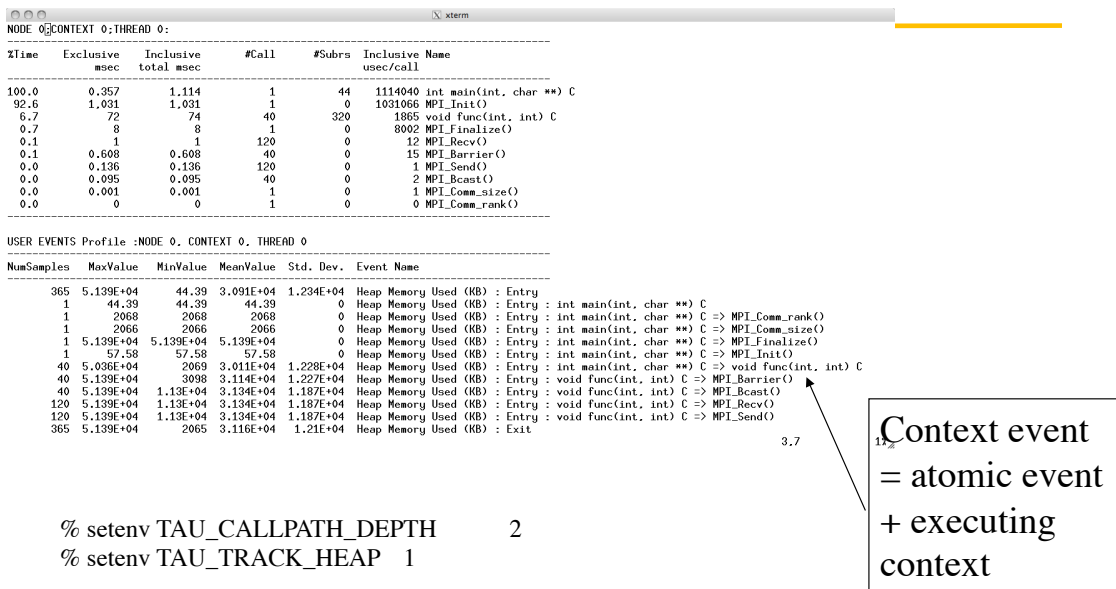 xterm
NODE 0;CONTEXT 0;THREAD 0:
---------------------------------------------------------------------------------------
%Time Exclusive Inclusive #Call #Subrs Inclusive Name
msec total msec usec/call
---------------------------------------------------------------------------------------
100.0 0.357 1,114 1 44 1114040 int main(int, char **) C
92.6 1,031 1,031 1 0 1031066 MPI_Init()
6.7 72 74 40 320 1865 void func(int, int) C
0.7 8 8 1 0 8002 MPI_Finalize()
0.1 1 1 120 0 12 MPI_Recv()
0.1 0.608 0.608 40 0 15 MPI_Barrier()
0.0 0.136 0.136 120 0 1 MPI_Send()
0.0 0.095 0.095 40 0 2 MPI_Bcast()
0.0 0.001 0.001 1 0 1 MPI_Comm_size()
0.0 0 0 1 0 0 MPI_Comm_rank()
---------------------------------------------------------------------------------------
USER EVENTS Profile :NODE 0, CONTEXT 0, THREAD 0
---------------------------------------------------------------------------------------
NumSamples MaxValue MinValue MeanValue Std. Dev. Event Name
---------------------------------------------------------------------------------------
365 5.139E+04 44.39 3.091E+04 1.234E+04 Heap Memory Used (KB) : Entry
1 44.39 44.39 44.39 0 Heap Memory Used (KB) : Entry : int main(int, char **) C
1 2068 2068 2068 0 Heap Memory Used (KB) : Entry : int main(int, char **) C => MPI_Comm_rank()
1 2066 2066 2066 0 Heap Memory Used (KB) : Entry : int main(int, char **) C => MPI_Comm_size()
1 5.139E+04 5.139E+04 5.139E+04 0 Heap Memory Used (KB) : Entry : int main(int, char **) C => MPI_Finalize()
1 57.58 57.58 57.58 0 Heap Memory Used (KB) : Entry : int main(int, char **) C => MPI_Init()
40 5.036E+04 2069 3.011E+04 1.228E+04 Heap Memory Used (KB) : Entry : int main(int, char **) C => void func(int, int) C
40 5.139E+04 3098 3.114E+04 1.227E+04 Heap Memory Used (KB) : Entry : void func(int, int) C => MPI_Barrier()
40 5.139E+04 1.13E+04 3.134E+04 1.187E+04 Heap Memory Used (KB) : Entry : void func(int, int) C => MPI_Bcast()
120 5.139E+04 1.13E+04 3.134E+04 1.187E+04 Heap Memory Used (KB) : Entry : void func(int, int) C => MPI_Recv()
120 5.139E+04 1.13E+04 3.134E+04 1.187E+04 Heap Memory Used (KB) : Entry : void func(int, int) C => MPI_Send()
365 5.139E+04 2065 3.116E+04 1.21E+04 Heap Memory Used (KB) : Exit
3,7
Context event
= atomic event
+ executing
context
% setenv TAU_CALLPATH_DEPTH 2
% setenv TAU_TRACK_HEAP 1